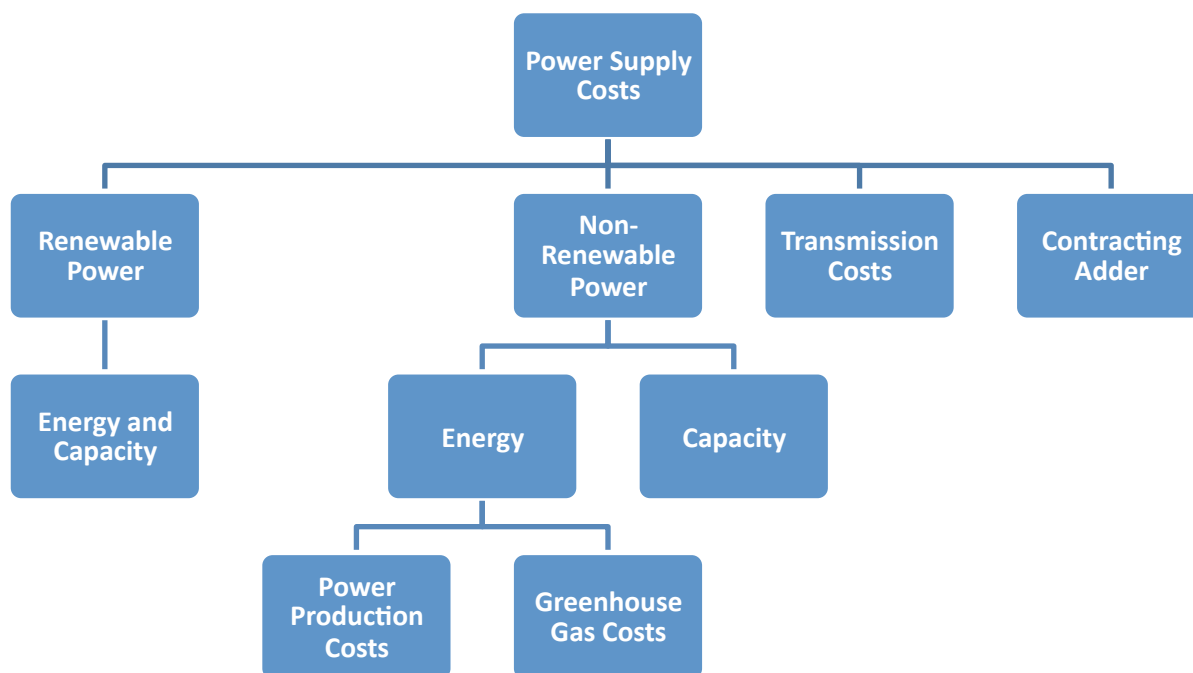 Power Supply
Costs
Renewable
Power
Non-
Renewable
Power
Transmission
Costs
Contracting
Adder
Energy and
Capacity
Energy
Capacity
Power
Production
Costs
Greenhouse
Gas Costs